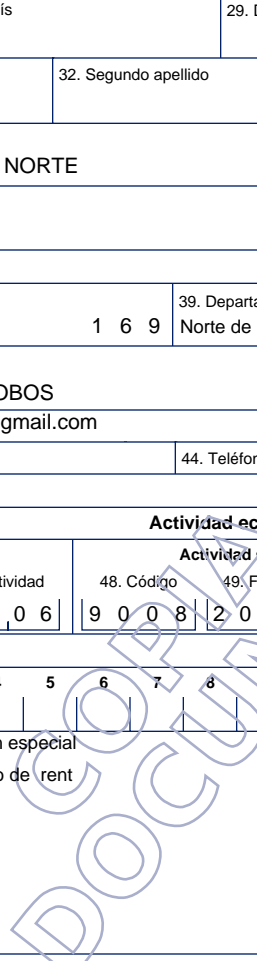 ís
29. D
32. Segundo apellido
NORTE
39. Departa
1 6 9 Norte de
OBOS
gmail.com
44. Teléfon
Actividad ec
Actividad s
tividad 48. Código 49. F
0 6 9 0 0 8 2 0
4 5 6 7 8
n especial
o de rent
COPIA
DOCUM